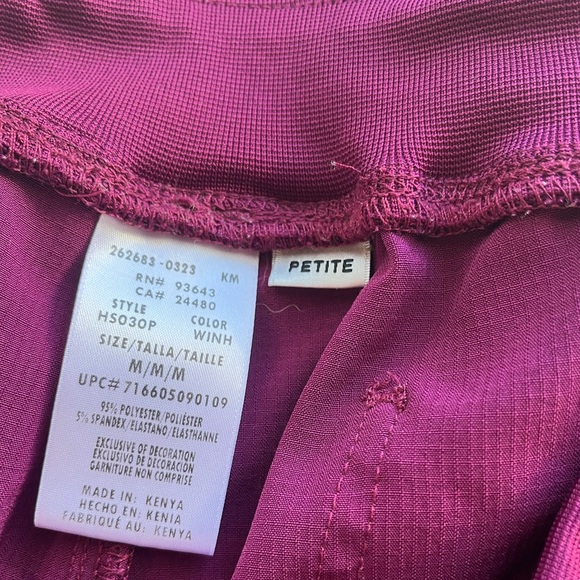 262683-0323 KM
RN# 93643
CA# 24480
STYLE COLOR
HS030P WINH
SIZE/TALLA/TAILLE
M/M/M
UPC# 716605090109
95% POLYESTER/POLIÉSTER
5% SPANDEX/ELASTANO/ELASTHANNE
EXCLUSIVE OF DECORATION
EXCLUSIVO DE DECORACIÓN
GARNITURE NON COMPRISE
MADE IN: KENYA
HECHO EN: KENIA
FABRIQUÉ AU: KENYA
PETITE